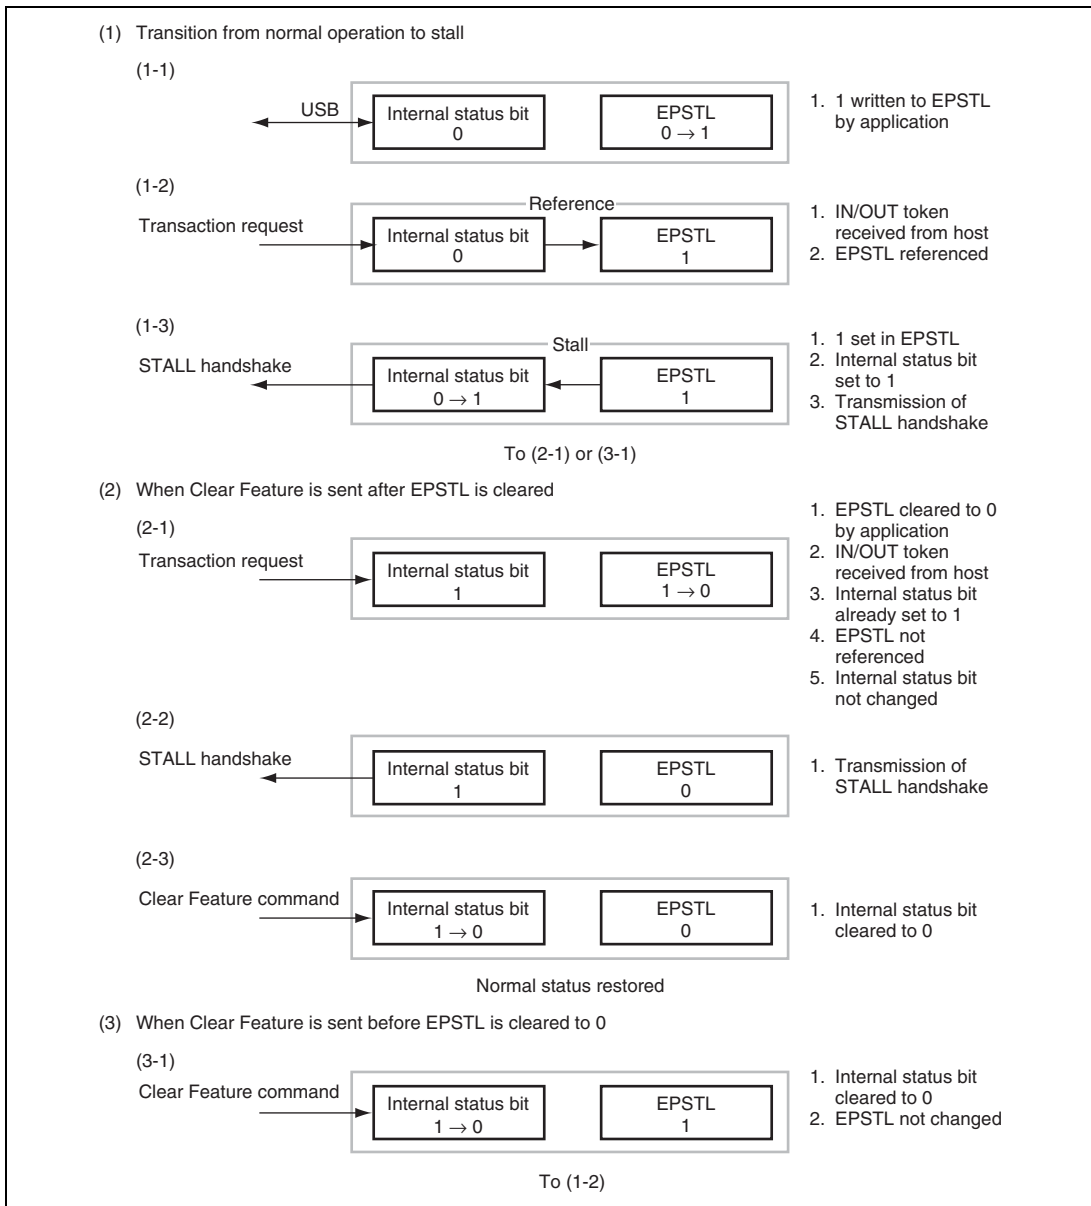 (1) Transition from normal operation to stall
(1-1)
USB
Internal status bit
0
EPSTL
0 → 1
1. 1 written to EPSTL
by application
(1-2)
Transaction request
Reference
Internal status bit
0
EPSTL
1
1. IN/OUT token
received from host
2. EPSTL referenced
(1-3)
STALL handshake
Stall
Internal status bit
0 → 1
EPSTL
1
1. 1 set in EPSTL
2. Internal status bit
set to 1
3. Transmission of
STALL handshake
To (2-1) or (3-1)
(2) When Clear Feature is sent after EPSTL is cleared
(2-1)
Transaction request
Internal status bit
1
EPSTL
1 → 0
1. EPSTL cleared to 0
by application
2. IN/OUT token
received from host
3. Internal status bit
already set to 1
4. EPSTL not
referenced
5. Internal status bit
not changed
(2-2)
STALL handshake
Internal status bit
1
EPSTL
0
1. Transmission of
STALL handshake
(2-3)
Clear Feature command
Internal status bit
1 → 0
EPSTL
0
1. Internal status bit
cleared to 0
Normal status restored
(3) When Clear Feature is sent before EPSTL is cleared to 0
(3-1)
Clear Feature command
Internal status bit
1 → 0
EPSTL
1
1. Internal status bit
cleared to 0
2. EPSTL not changed
To (1-2)